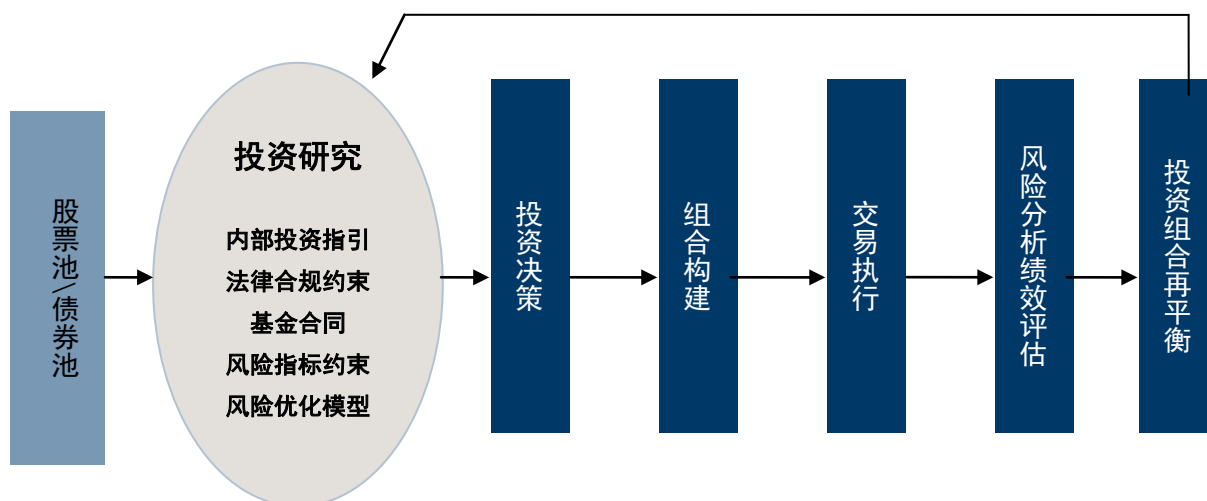 股票池/债券池
投资研究
内部投资指引
法律合规约束
基金合同
风险指标约束
风险优化模型
投资决策
组合构建
交易执行
风险分析绩效评估
投资组合再平衡